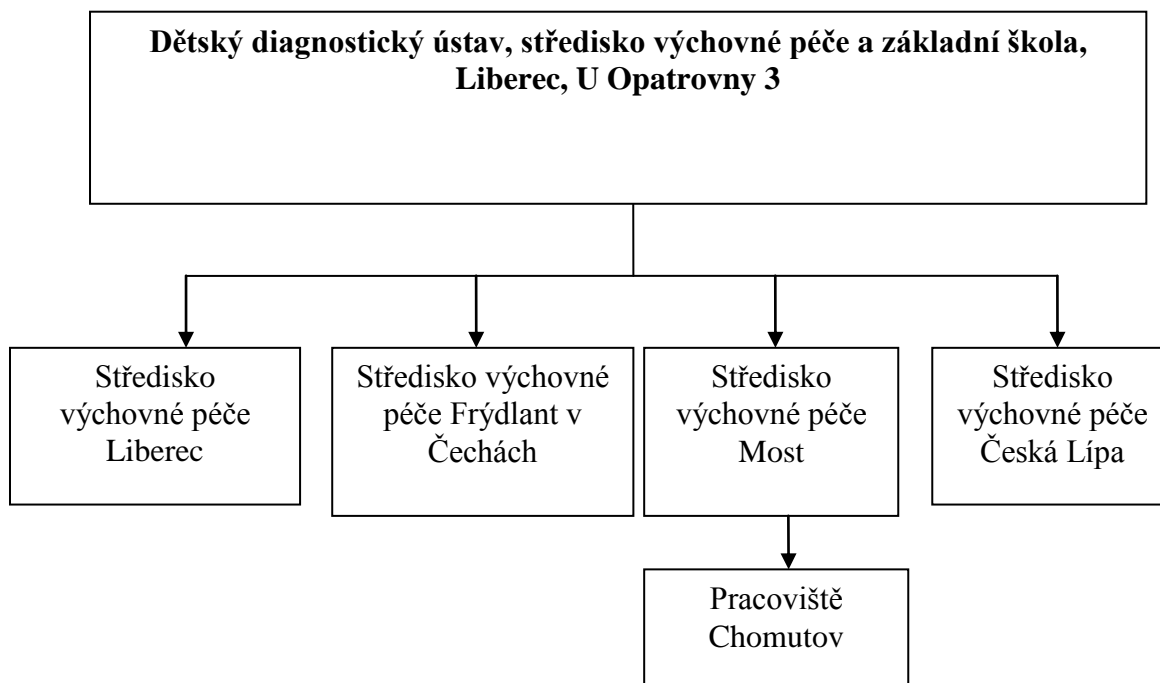 Dětský diagnostický ústav, středisko výchovné péče a základní škola,
Liberec, U Opatrovny 3
Středisko
výchovné péče
Liberec
Středisko výchovné
péče Frýdlant v
Čechách
Středisko
výchovné péče
Most
Středisko
výchovné péče
Česká Lípa
Pracoviště
Chomutov